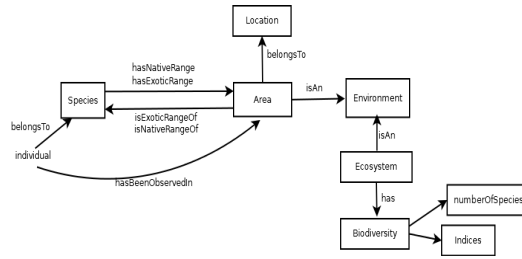 Location
hasNativeRange
hasExoticRange
belongsTo
Species
Area
isAn
Environment
isExoticRangeOf
isNativeRangeOf
belongsTo
individual
isAn
Ecosystem
hasBeenObservedIn
has
numberOfSpecies
Biodiversity
Indices